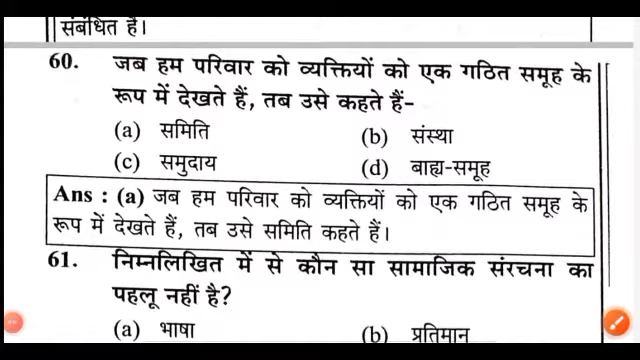 संबंधित है।
60. जब हम परिवार को व्यक्तियों को एक गठित समूह के
रूप में देखते हैं, तब उसे कहते हैं-
(a) समिति (b) संस्था
(c) समुदाय (d) बाह्य-समूह
Ans : (a) जब हम परिवार को व्यक्तियों को एक गठित समूह के
रूप में देखते हैं, तब उसे समिति कहते हैं।
61. निम्नलिखित में से कौन सा सामाजिक संरचना का
पहलू नहीं है?
(a) भाषा (b) प्रतिमान